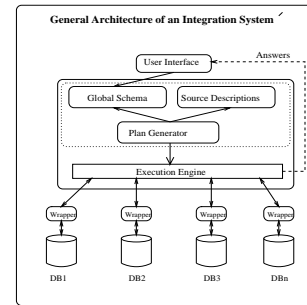 General Architecture of an Integration System
Answers
User Interface
Global Schema
Source Descriptions
Plan Generator
Execution Engine
Wrapper
Wrapper
Wrapper
Wrapper
DB1
DB2
DB3
DBn